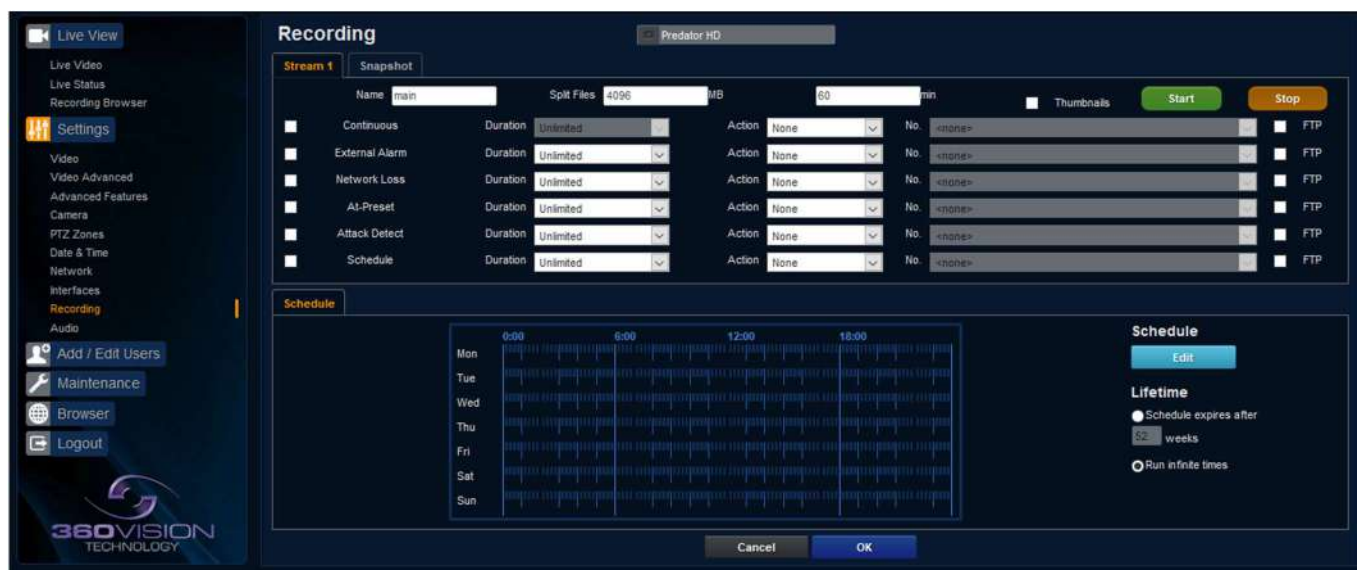 Live View
Live Video
Live Status
Recording Browser
Settings
Video
Video Advanced
Advanced Features
Camera
PTZ Zones
Date & Time
Network
Interfaces
Recording
Audio
Add / Edit Users
Maintenance
Browser
Logout
360VISION
TECHNOLOGY
Recording
Predator HD
Stream 1 Snapshot
Name main Split Files 4096 MB 60 min Thumbnails Start Stop
Continuous Duration Unlimited Action None No. <none> FTP
External Alarm Duration Unlimited Action None No. <none> FTP
Network Loss Duration Unlimited Action None No. <none> FTP
At-Preset Duration Unlimited Action None No. <none> FTP
Attack Detect Duration Unlimited Action None No. <none> FTP
Schedule Duration Unlimited Action None No. <none> FTP
Schedule
0:00 6:00 12:00 18:00
Mon
Tue
Wed
Thu
Fri
Sat
Sun
Schedule
Edit
Lifetime
Schedule expires after
52 weeks
Run infinite times
Cancel OK